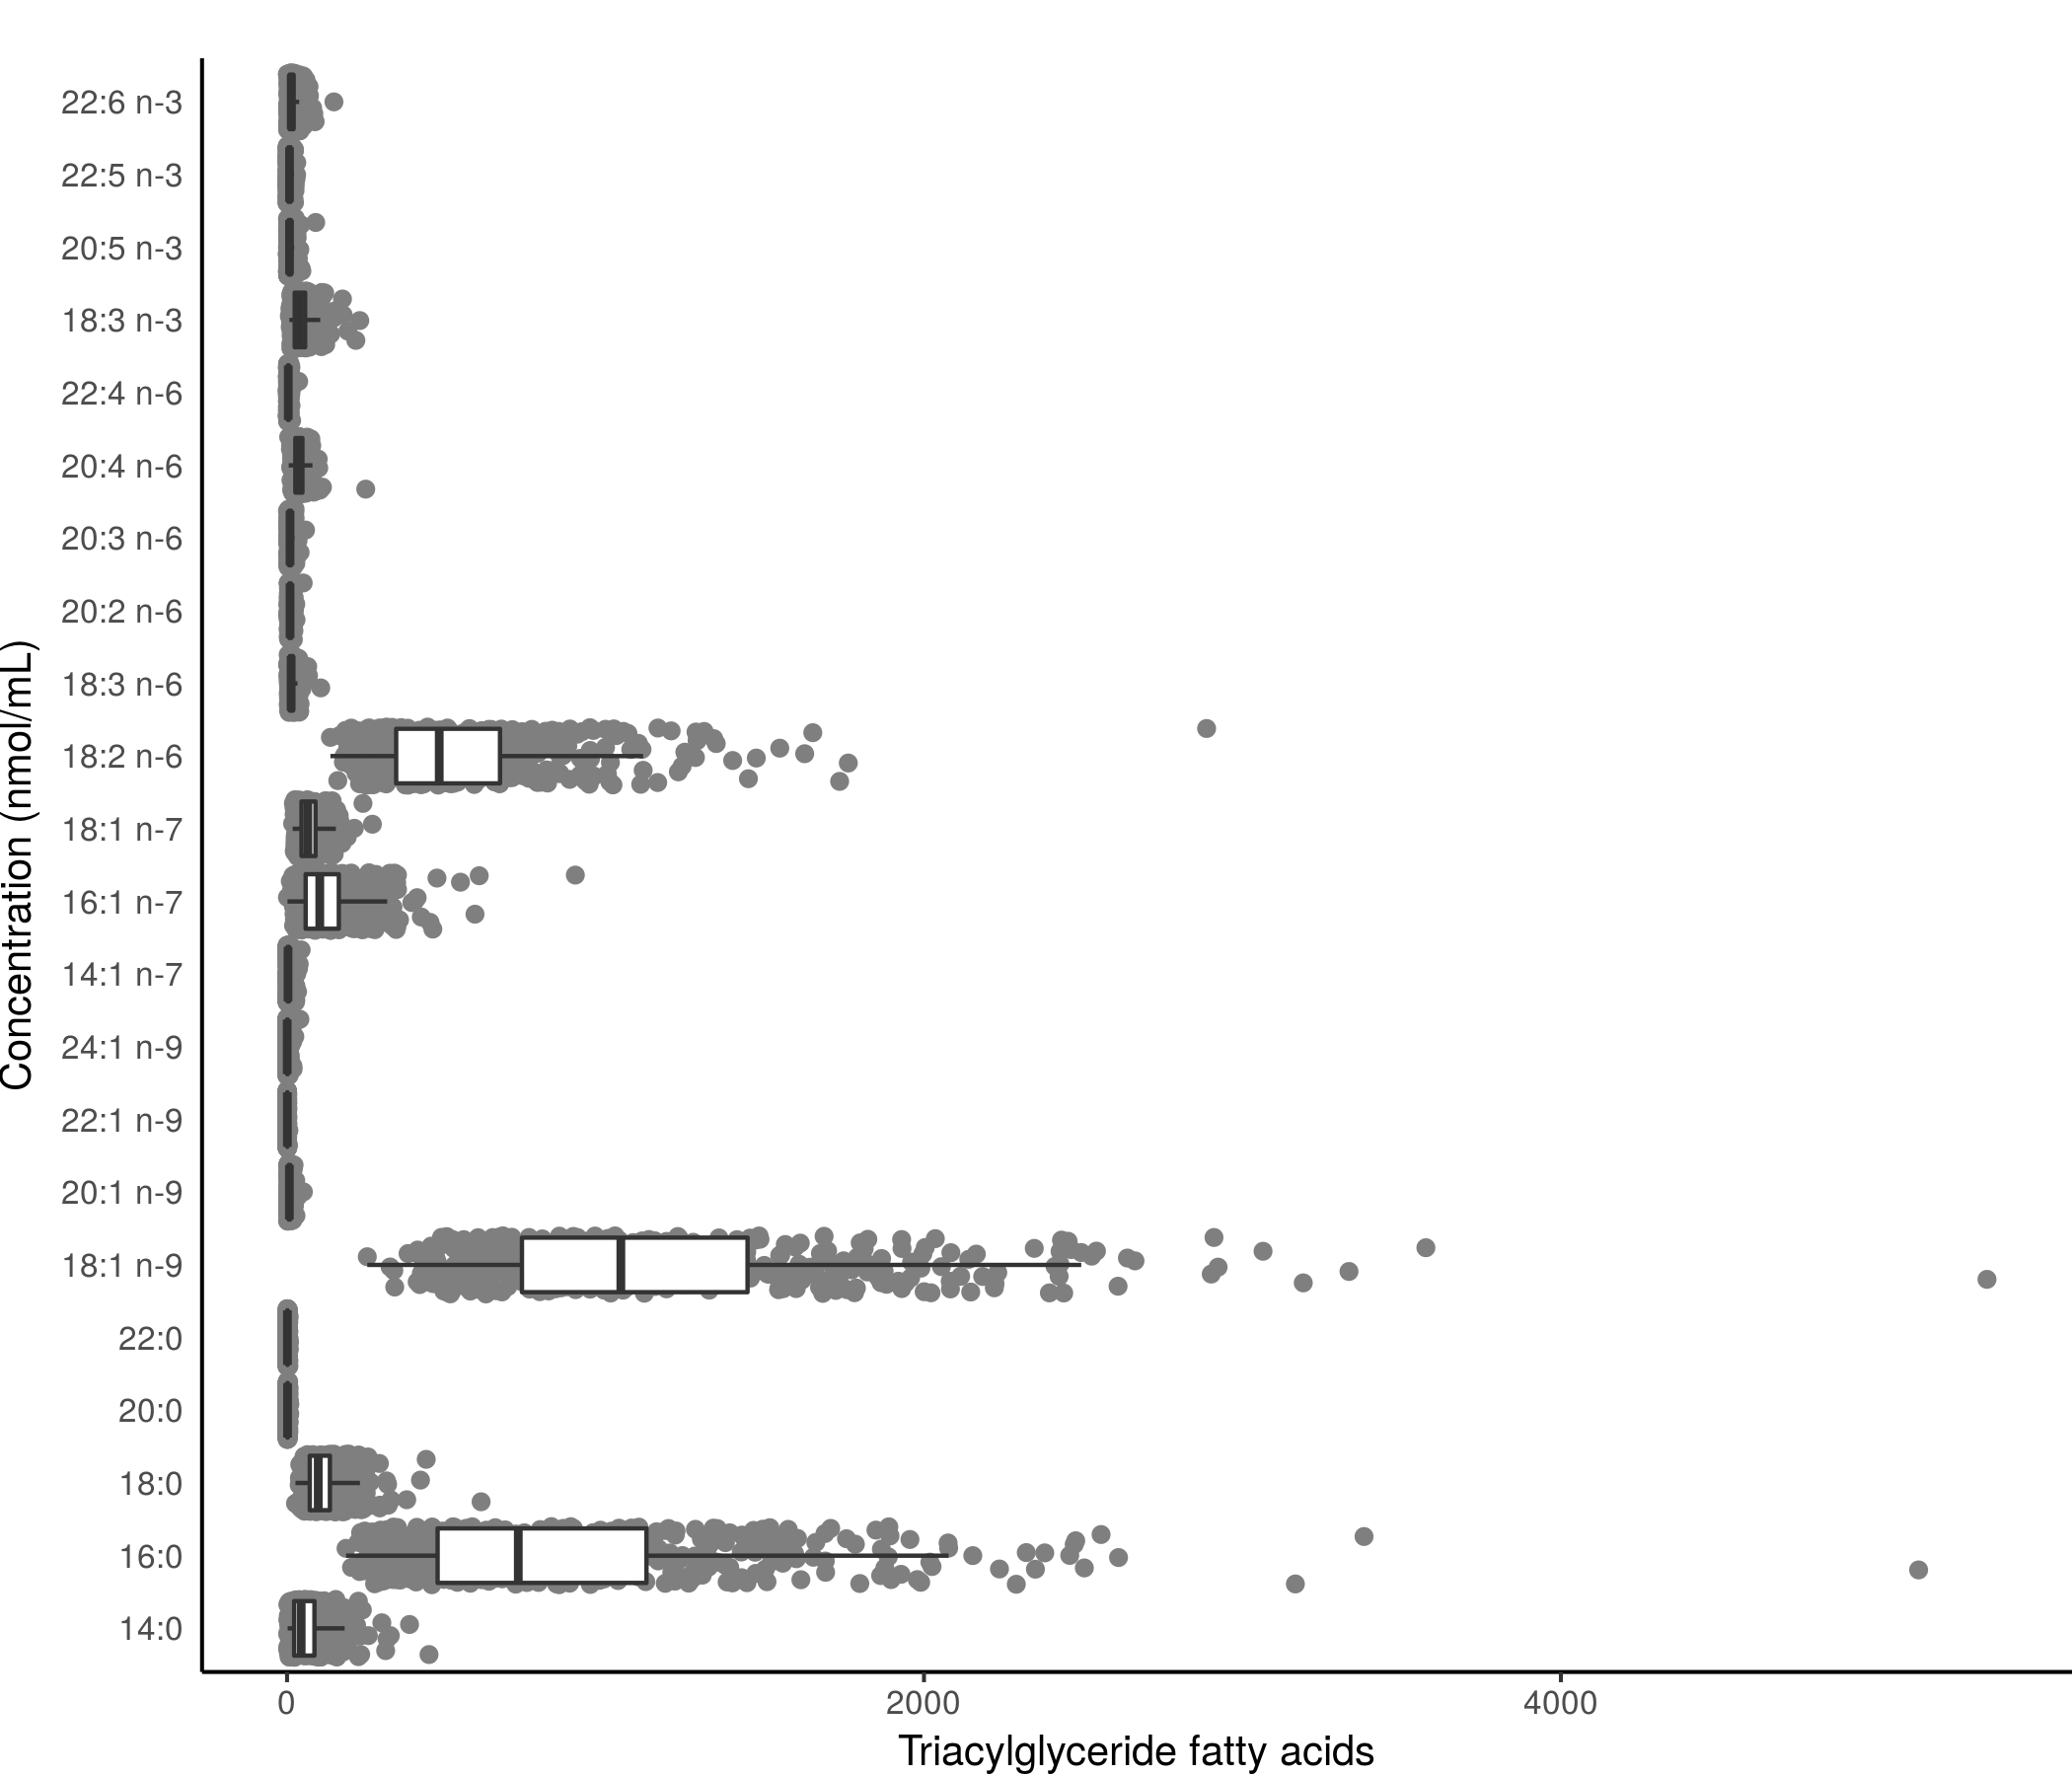 22:6 n-3
22:5 n-3
20:5 n-3
18:3 n-3
22:4 n-6
20:4 n-6
20:3 n-6
20:2 n-6
18:3 n-6
18:2 n-6
18:1 n-7
16:1 n-7
14:1 n-7
24:1 n-9
22:1 n-9
20:1 n-9
18:1 n-9
22:0
20:0
18:0
16:0
14:0
Concentration (nmol/mL)
0 2000 4000
Triacylglyceride fatty acids